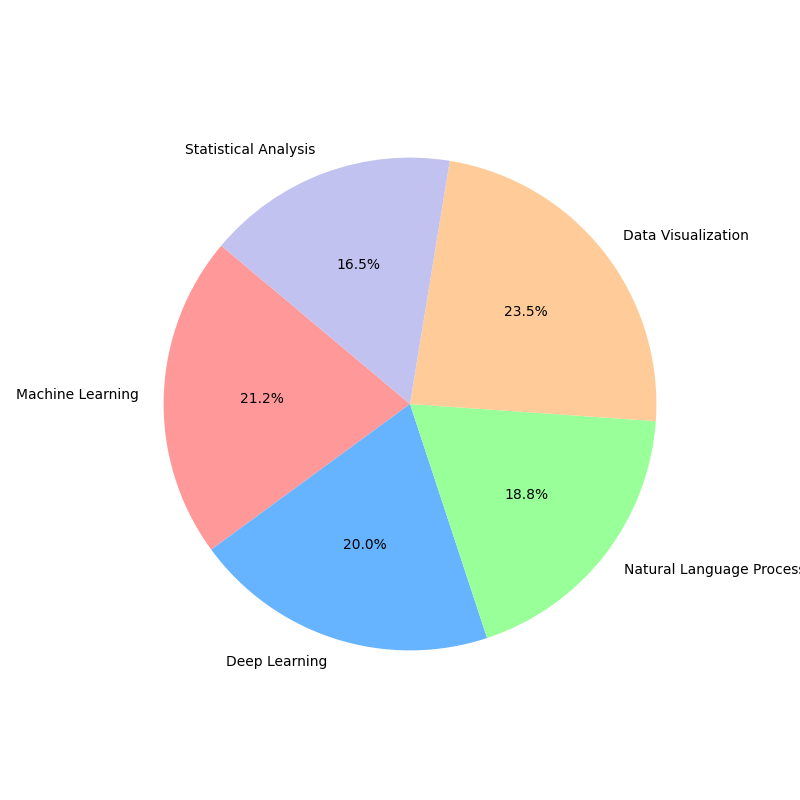 Statistical Analysis
16.5%
Data Visualization
23.5%
Machine Learning
21.2%
18.8%
20.0%
Natural Language Process
Deep Learning